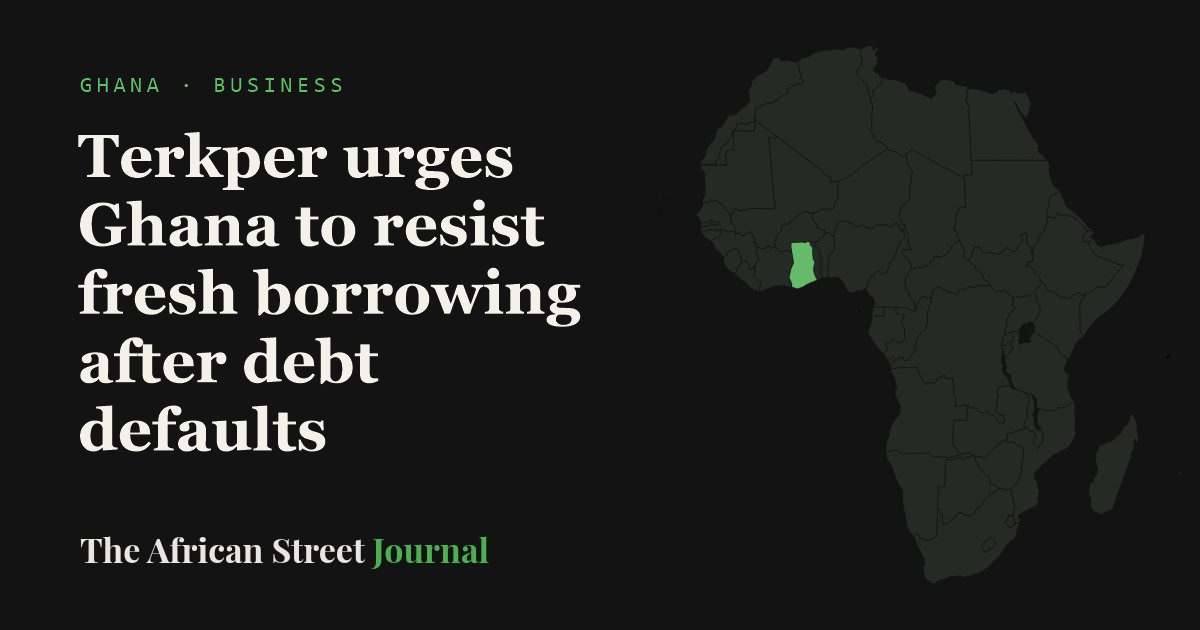 GHANA · BUSINESS
Terkper urges
Ghana to resist
fresh borrowing
after debt
defaults
The African Street Journal